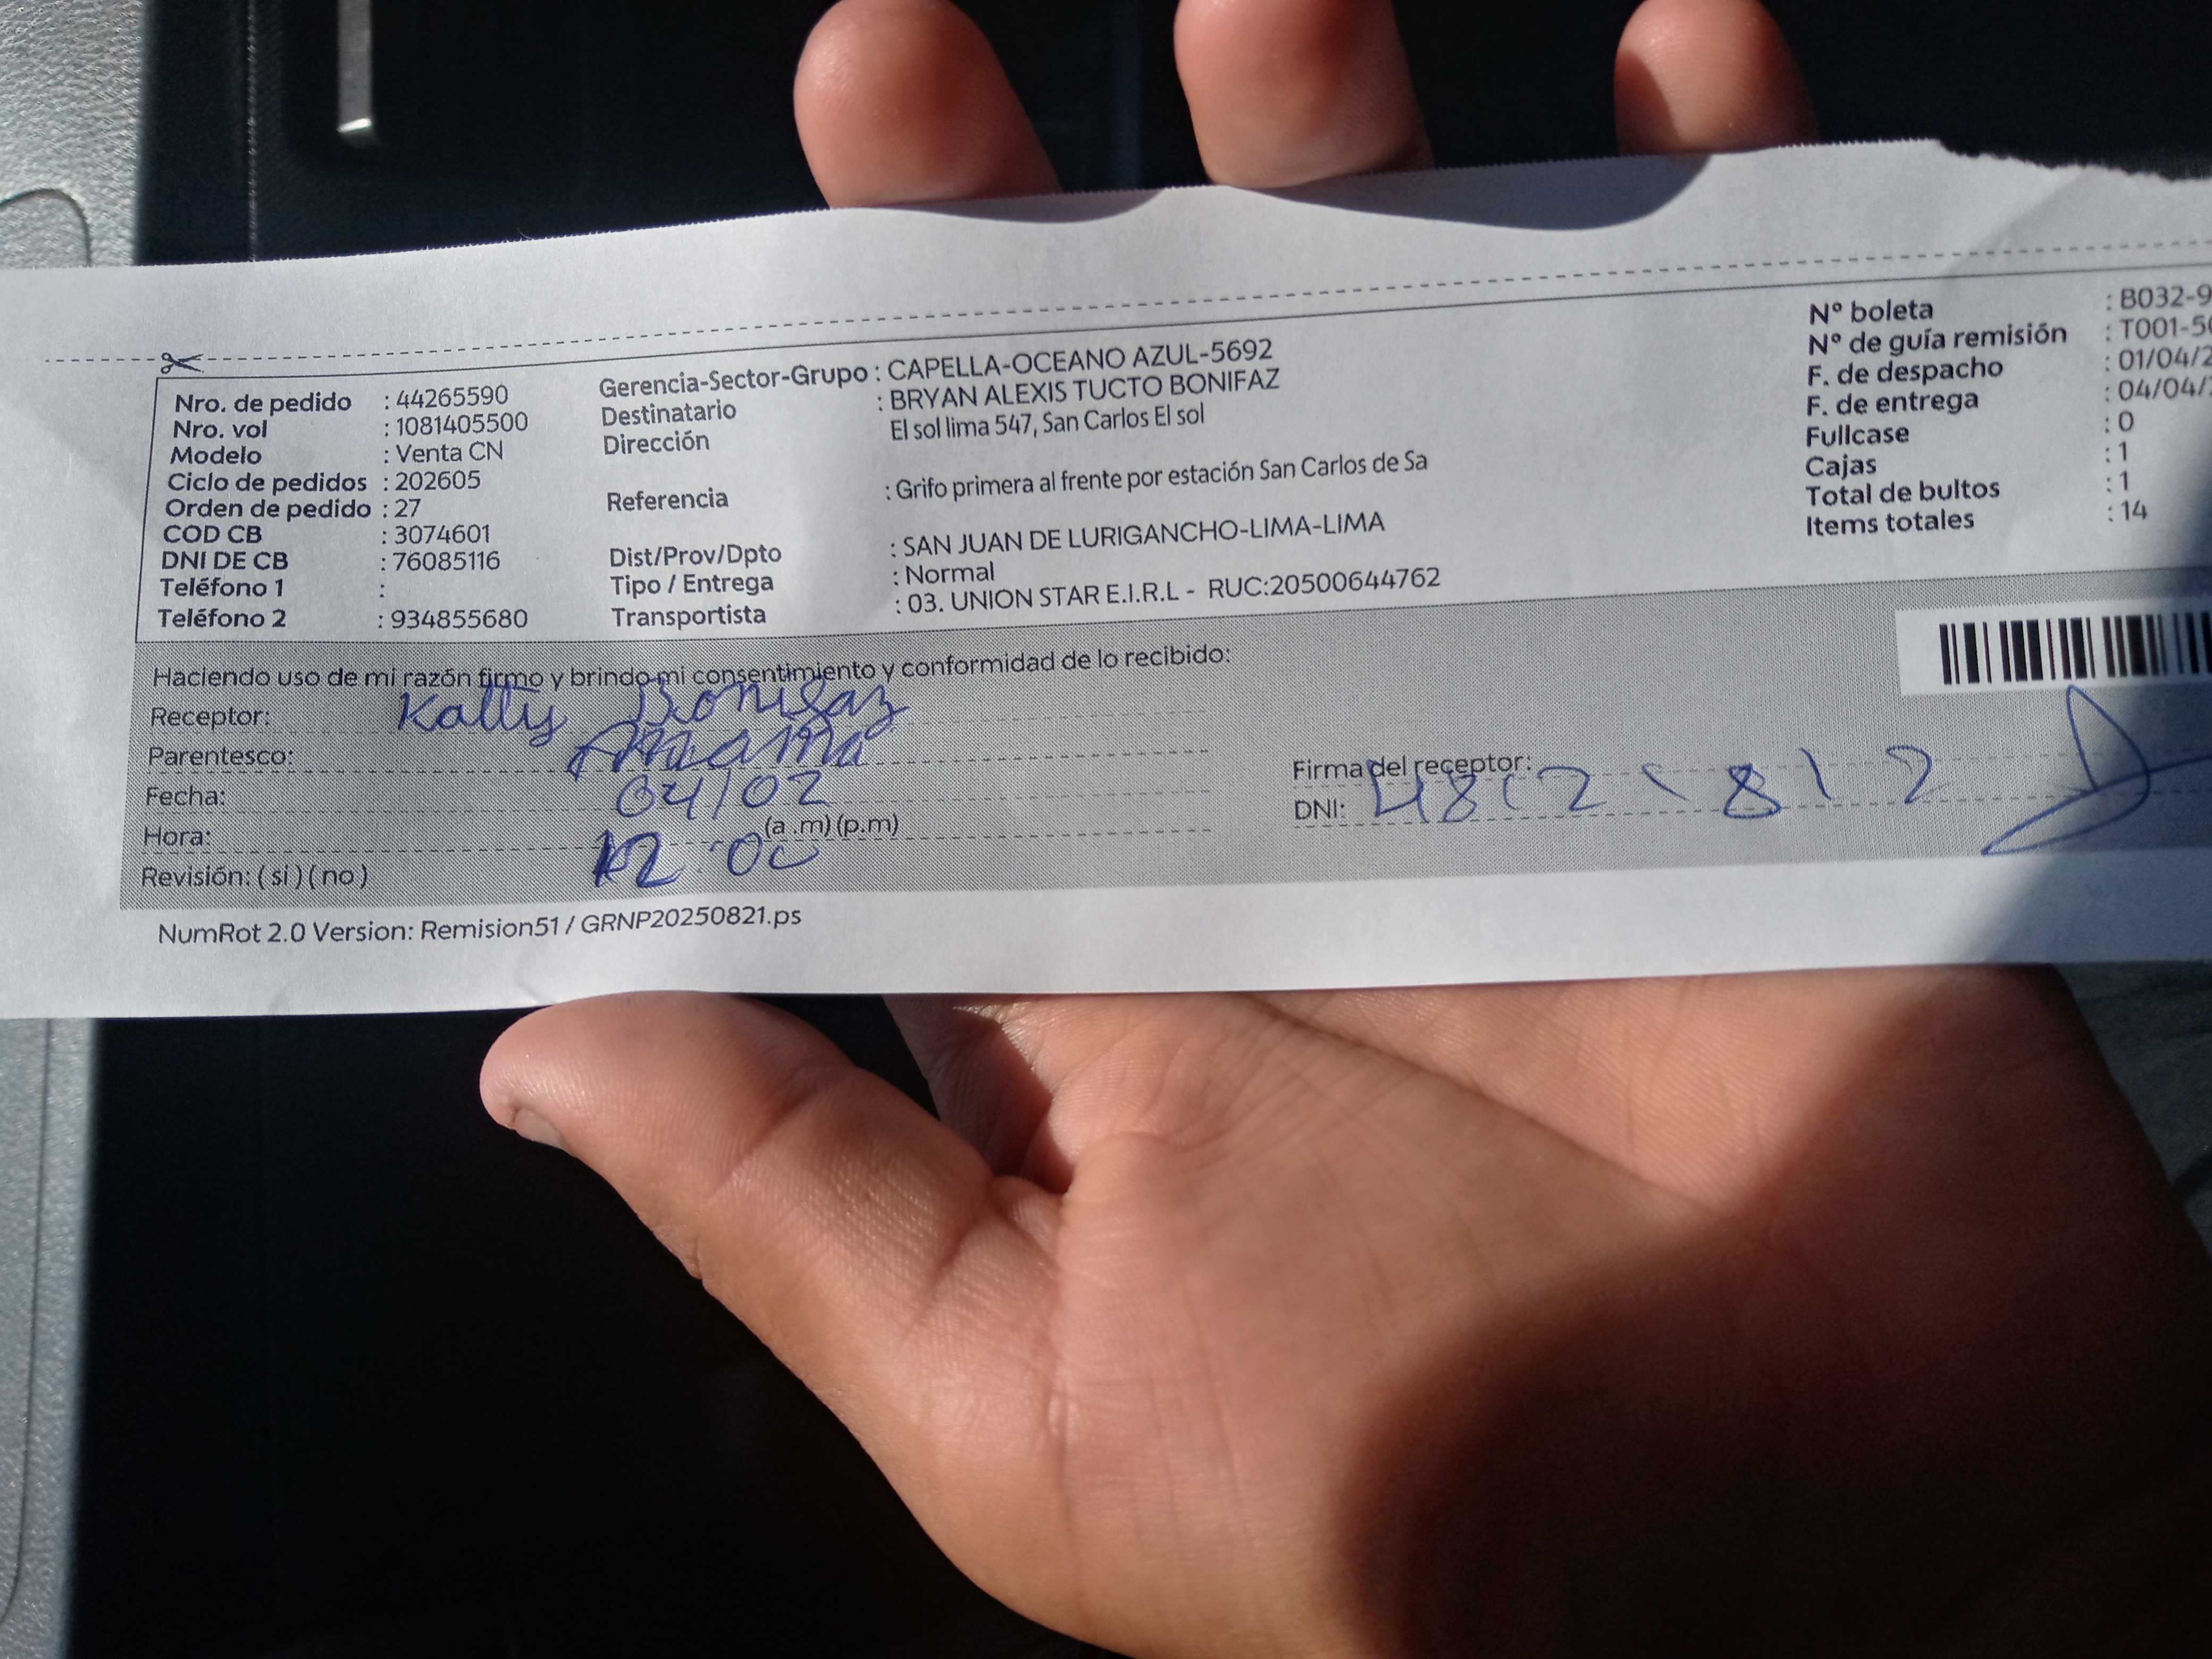 Nro. de pedido : 44265590
Nro. vol : 1081405500
Modelo : Venta CN
Ciclo de pedidos : 202605
Orden de pedido : 27
COD CB : 3074601
DNI DE CB : 76085116
Teléfono 1 :
Teléfono 2 : 934855680
Gerencia-Sector-Grupo : CAPELLA-OCEANO AZUL-5692
Destinatario : BRYAN ALEXIS TUCTO BONIFAZ
Dirección El sol lima 547, San Carlos El sol
Referencia : Grifo primera al frente por estación San Carlos de Sa
Dist/Prov/Dpto : SAN JUAN DE LURIGANCHO-LIMA-LIMA
Tipo / Entrega : Normal
Transportista : 03. UNION STAR E.I.R.L - RUC:20500644762
Nº boleta : B032-9
Nº de guía remisión : T001-5
F. de despacho : 01/04/2
F. de entrega : 04/04/
Fullcase : 0
Cajas : 1
Total de bultos : 1
Items totales : 14
Haciendo uso de mi razón firmo y brindo mi consentimiento y conformidad de lo recibido:
Receptor: Katty Bonifaz
Parentesco: mama
Fecha: 04/02
Hora: 12:00 (a .m) (p.m)
Revisión: ( si ) ( no )
Firma del receptor:
DNI:
NumRot 2.0 Version: Remision51 / GRNP20250821.ps